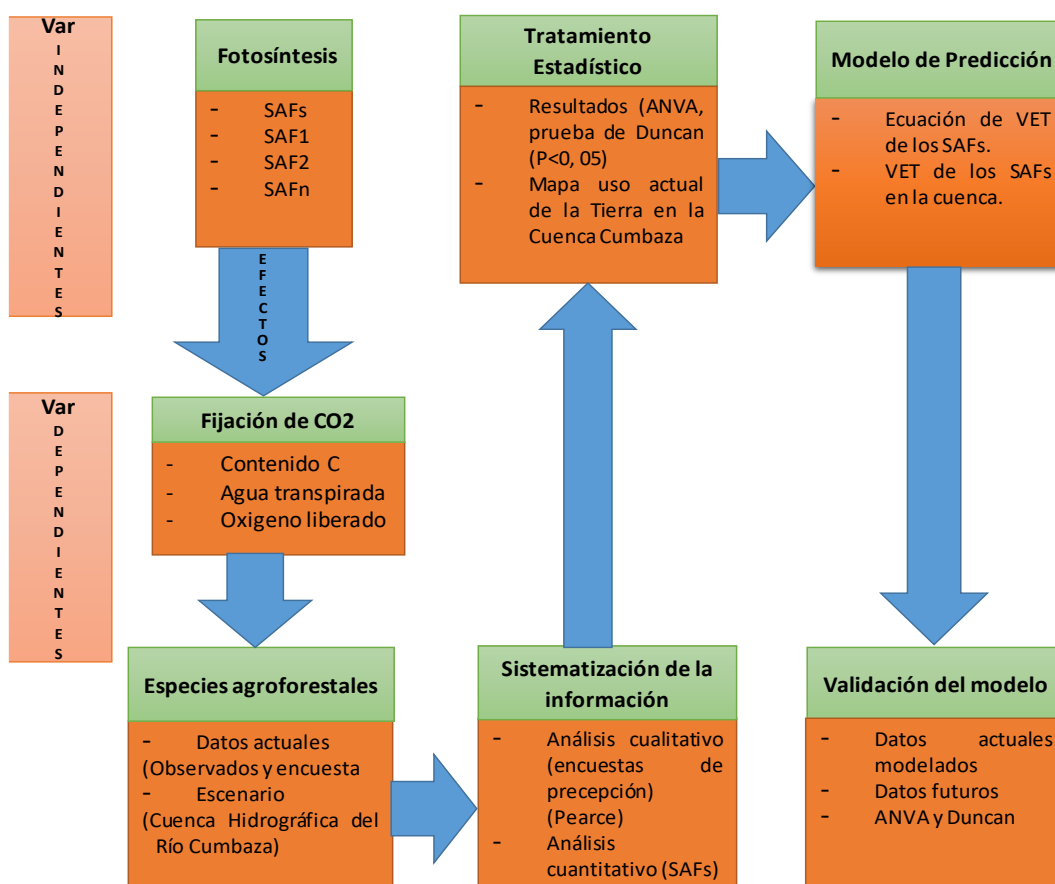 Var
INDEPENDIENTES
Fotosíntesis
- SAFs
- SAF1
- SAF2
- SAFn
EFECTOS
Var
DEPENDIENTES
Fijación de CO2
- Contenido C
- Agua transpirada
- Oxigeno liberado
Especies agroforestales
- Datos actuales
(Observados y encuesta
- Escenario
(Cuenca Hidrográfica del
Río Cumbaza)
Sistematización de la
información
- Análisis cualitativo
(encuestas de
precepción)
(Pearce)
- Análisis
cuantitativo (SAFs)
Tratamiento
Estadístico
- Resultados (ANVA,
prueba de Duncan
(P<0, 05)
- Mapa uso actual
de la Tierra en la
Cuenca Cumbaza
Modelo de Predicción
- Ecuación de VET
de los SAFs.
- VET de los SAFs
en la cuenca.
Validación del modelo
- Datos actuales
modelados
- Datos futuros
- ANVA y Duncan